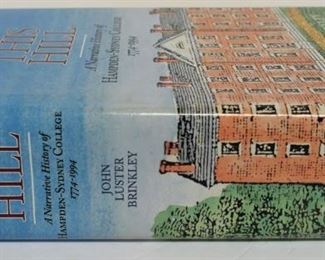 HILL
A Narrative History of
HAMPDEN-SYDNEY COLLEGE
1774-1994
JOHN
LUSTER
BRINKLEY
THIS
HILL
A Narrative History of
HAMPDEN-SYDNEY COLLEGE
1774-1994